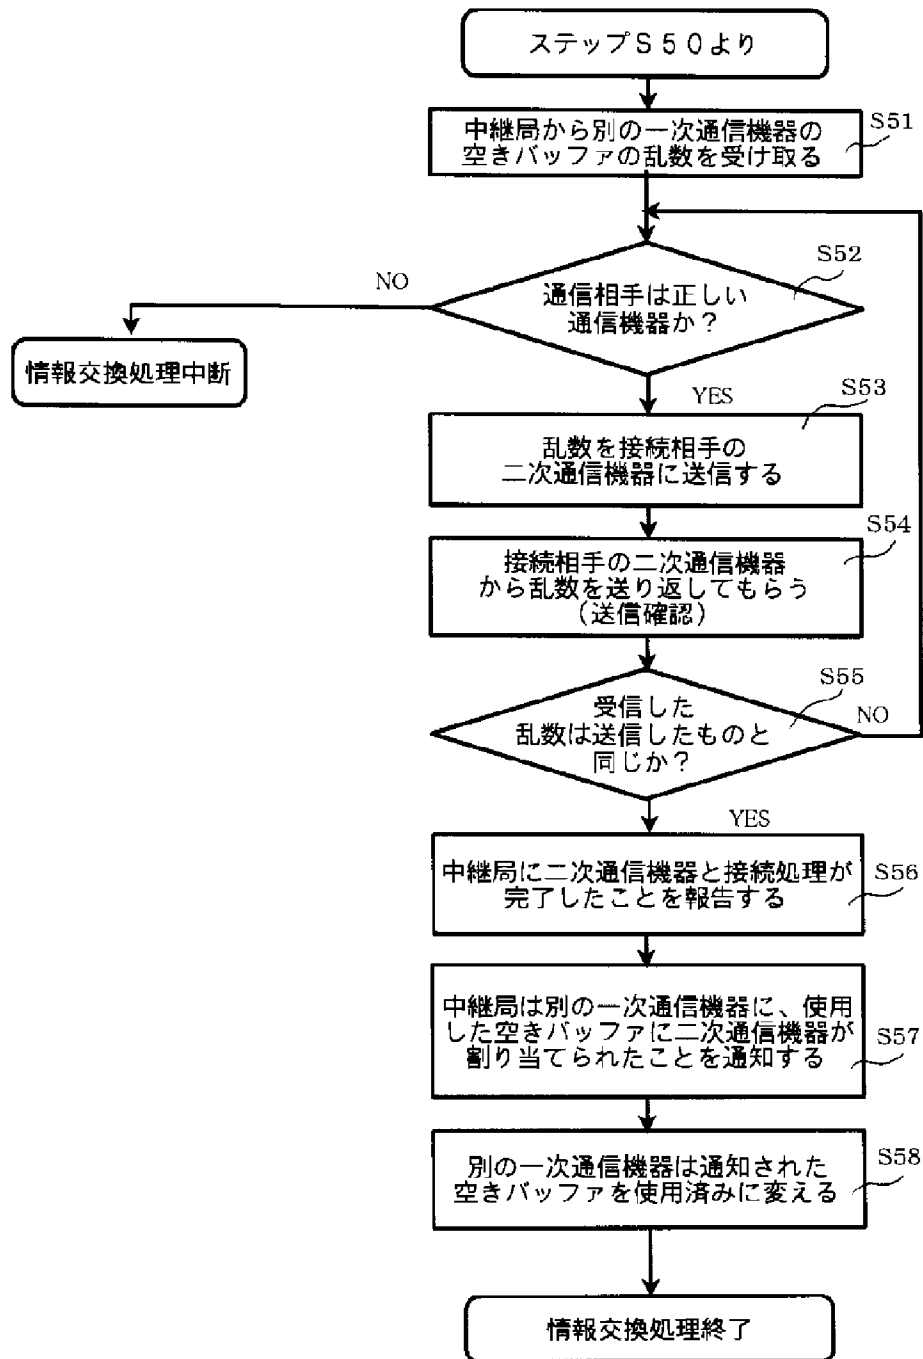 ステップS50より
中継局から別の一次通信機器の
空きバッファの乱数を受け取る
S51
S52
NO
通信相手は正しい
通信機器か?
情報交換処理中断
YES
S53
乱数を接続相手の
二次通信機器に送信する
S54
接続相手の二次通信機器
から乱数を送り返してもらう
(送信確認)
S55
受信した
乱数は送信したものと
同じか?
NO
YES
中継局に二次通信機器と接続処理が
完了したことを報告する
S56
中継局は別の一次通信機器に、使用
した空きバッファに二次通信機器が
割り当てられたことを通知する
S57
別の一次通信機器は通知された
空きバッファを使用済みに変える
S58
情報交換処理終了